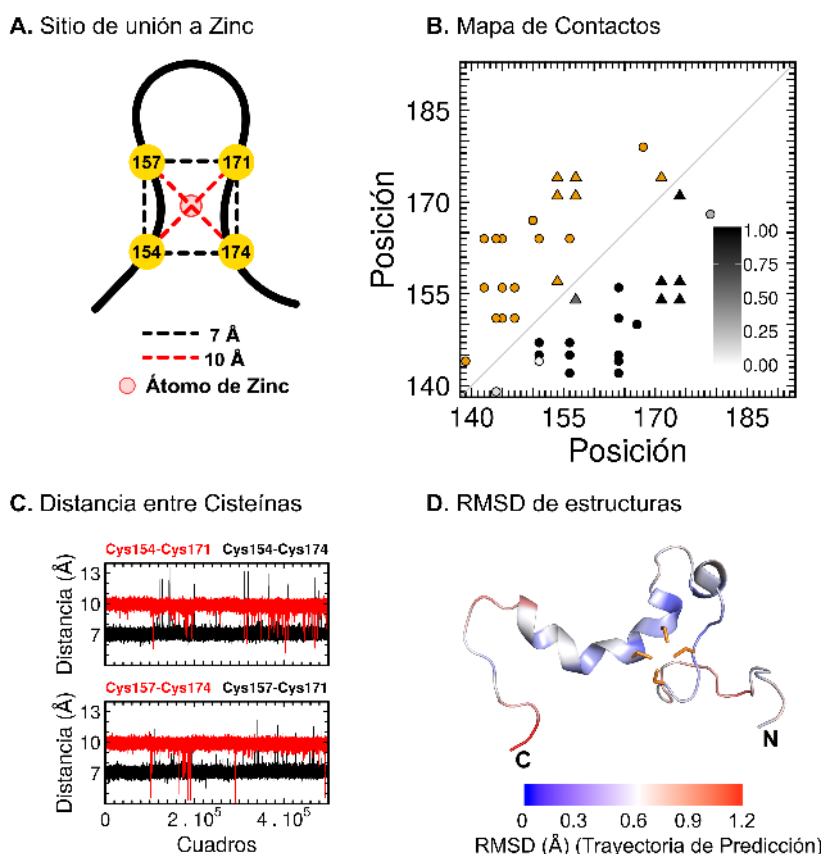 A. Sitio de unión a Zinc
157
171
154
174
7 Å
10 Å
Átomo de Zinc
B. Mapa de Contactos
185
170
155
140
Posición
1.00
0.75
0.50
0.25
0.00
140
155
170
185
Posición
C. Distancia entre Cisteínas
Cys154-Cys171 Cys154-Cys174
13
10
7
Distancia (Å)
Cys157-Cys174 Cys157-Cys171
13
10
7
Distancia (Å)
0
2.10⁵
4.10⁵
Cuadros
D. RMSD de estructuras
C
N
0
0.3
0.6
0.9
1.2
RMSD (Å) (Trayectoria de Predicción)